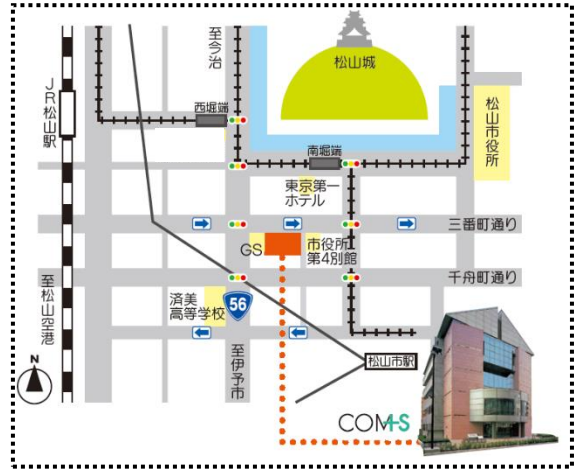 至今治
松山城
JR松山駅
西堀端
松山市役所
南堀端
東京第一
ホテル
三番町通り
GS
市役所
第4別館
千舟町通り
至松山空港
済美
高等学校
56
至伊予市
松山市駅
N
COMS